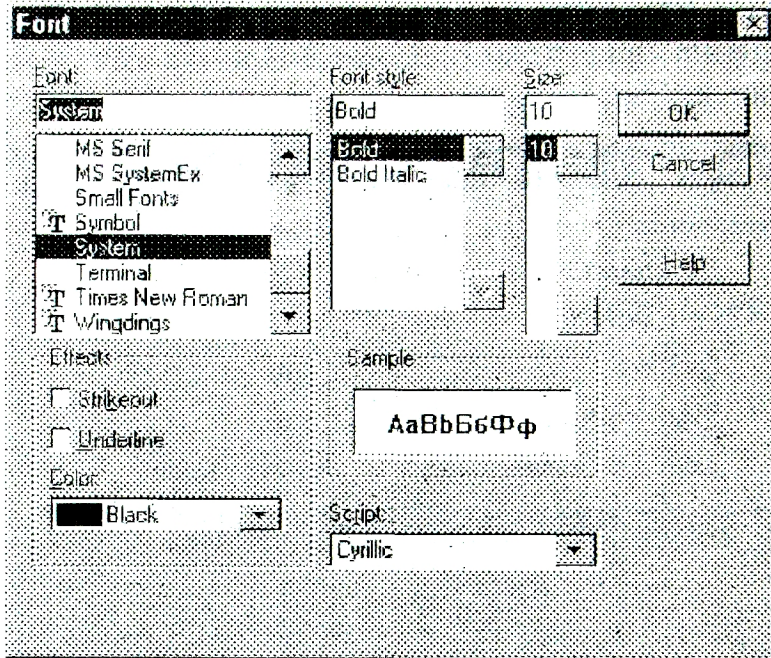 Font
Font:
System
MS Serif
MS SystemEx
Small Fonts
Symbol
System
Terminal
Times New Roman
Wingdings
Font style:
Bold
Bold
Bold Italic
Size:
10
10
OK
Cancel
Help
Effects
Strikeout
Underline
Color:
Black
Sample
AaBbБбФф
Script:
Cyrillic